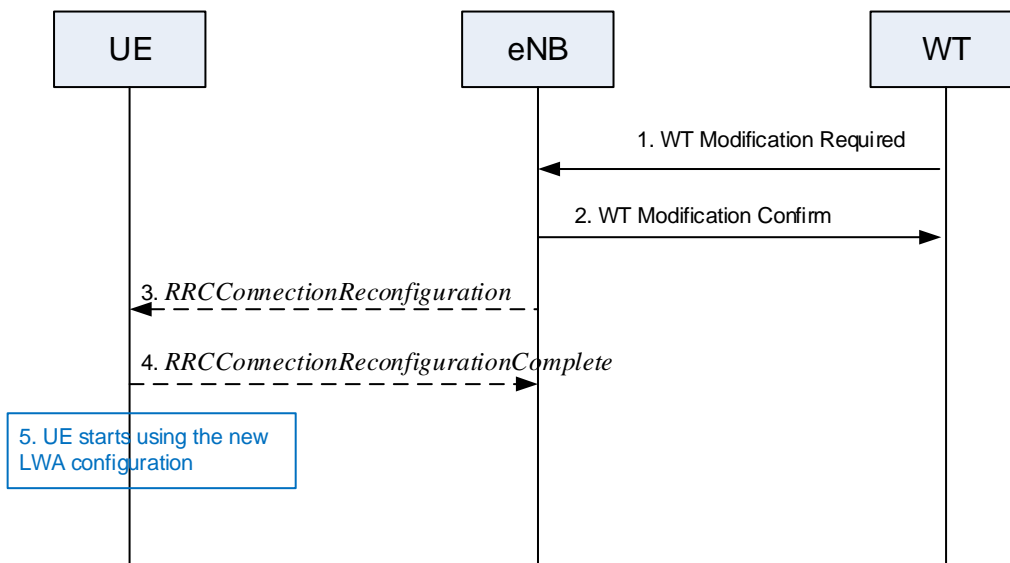 UE
eNB
WT
1. WT Modification Required
2. WT Modification Confirm
3. RRCConnectionReconfiguration
4. RRCConnectionReconfigurationComplete
5. UE starts using the new
LWA configuration